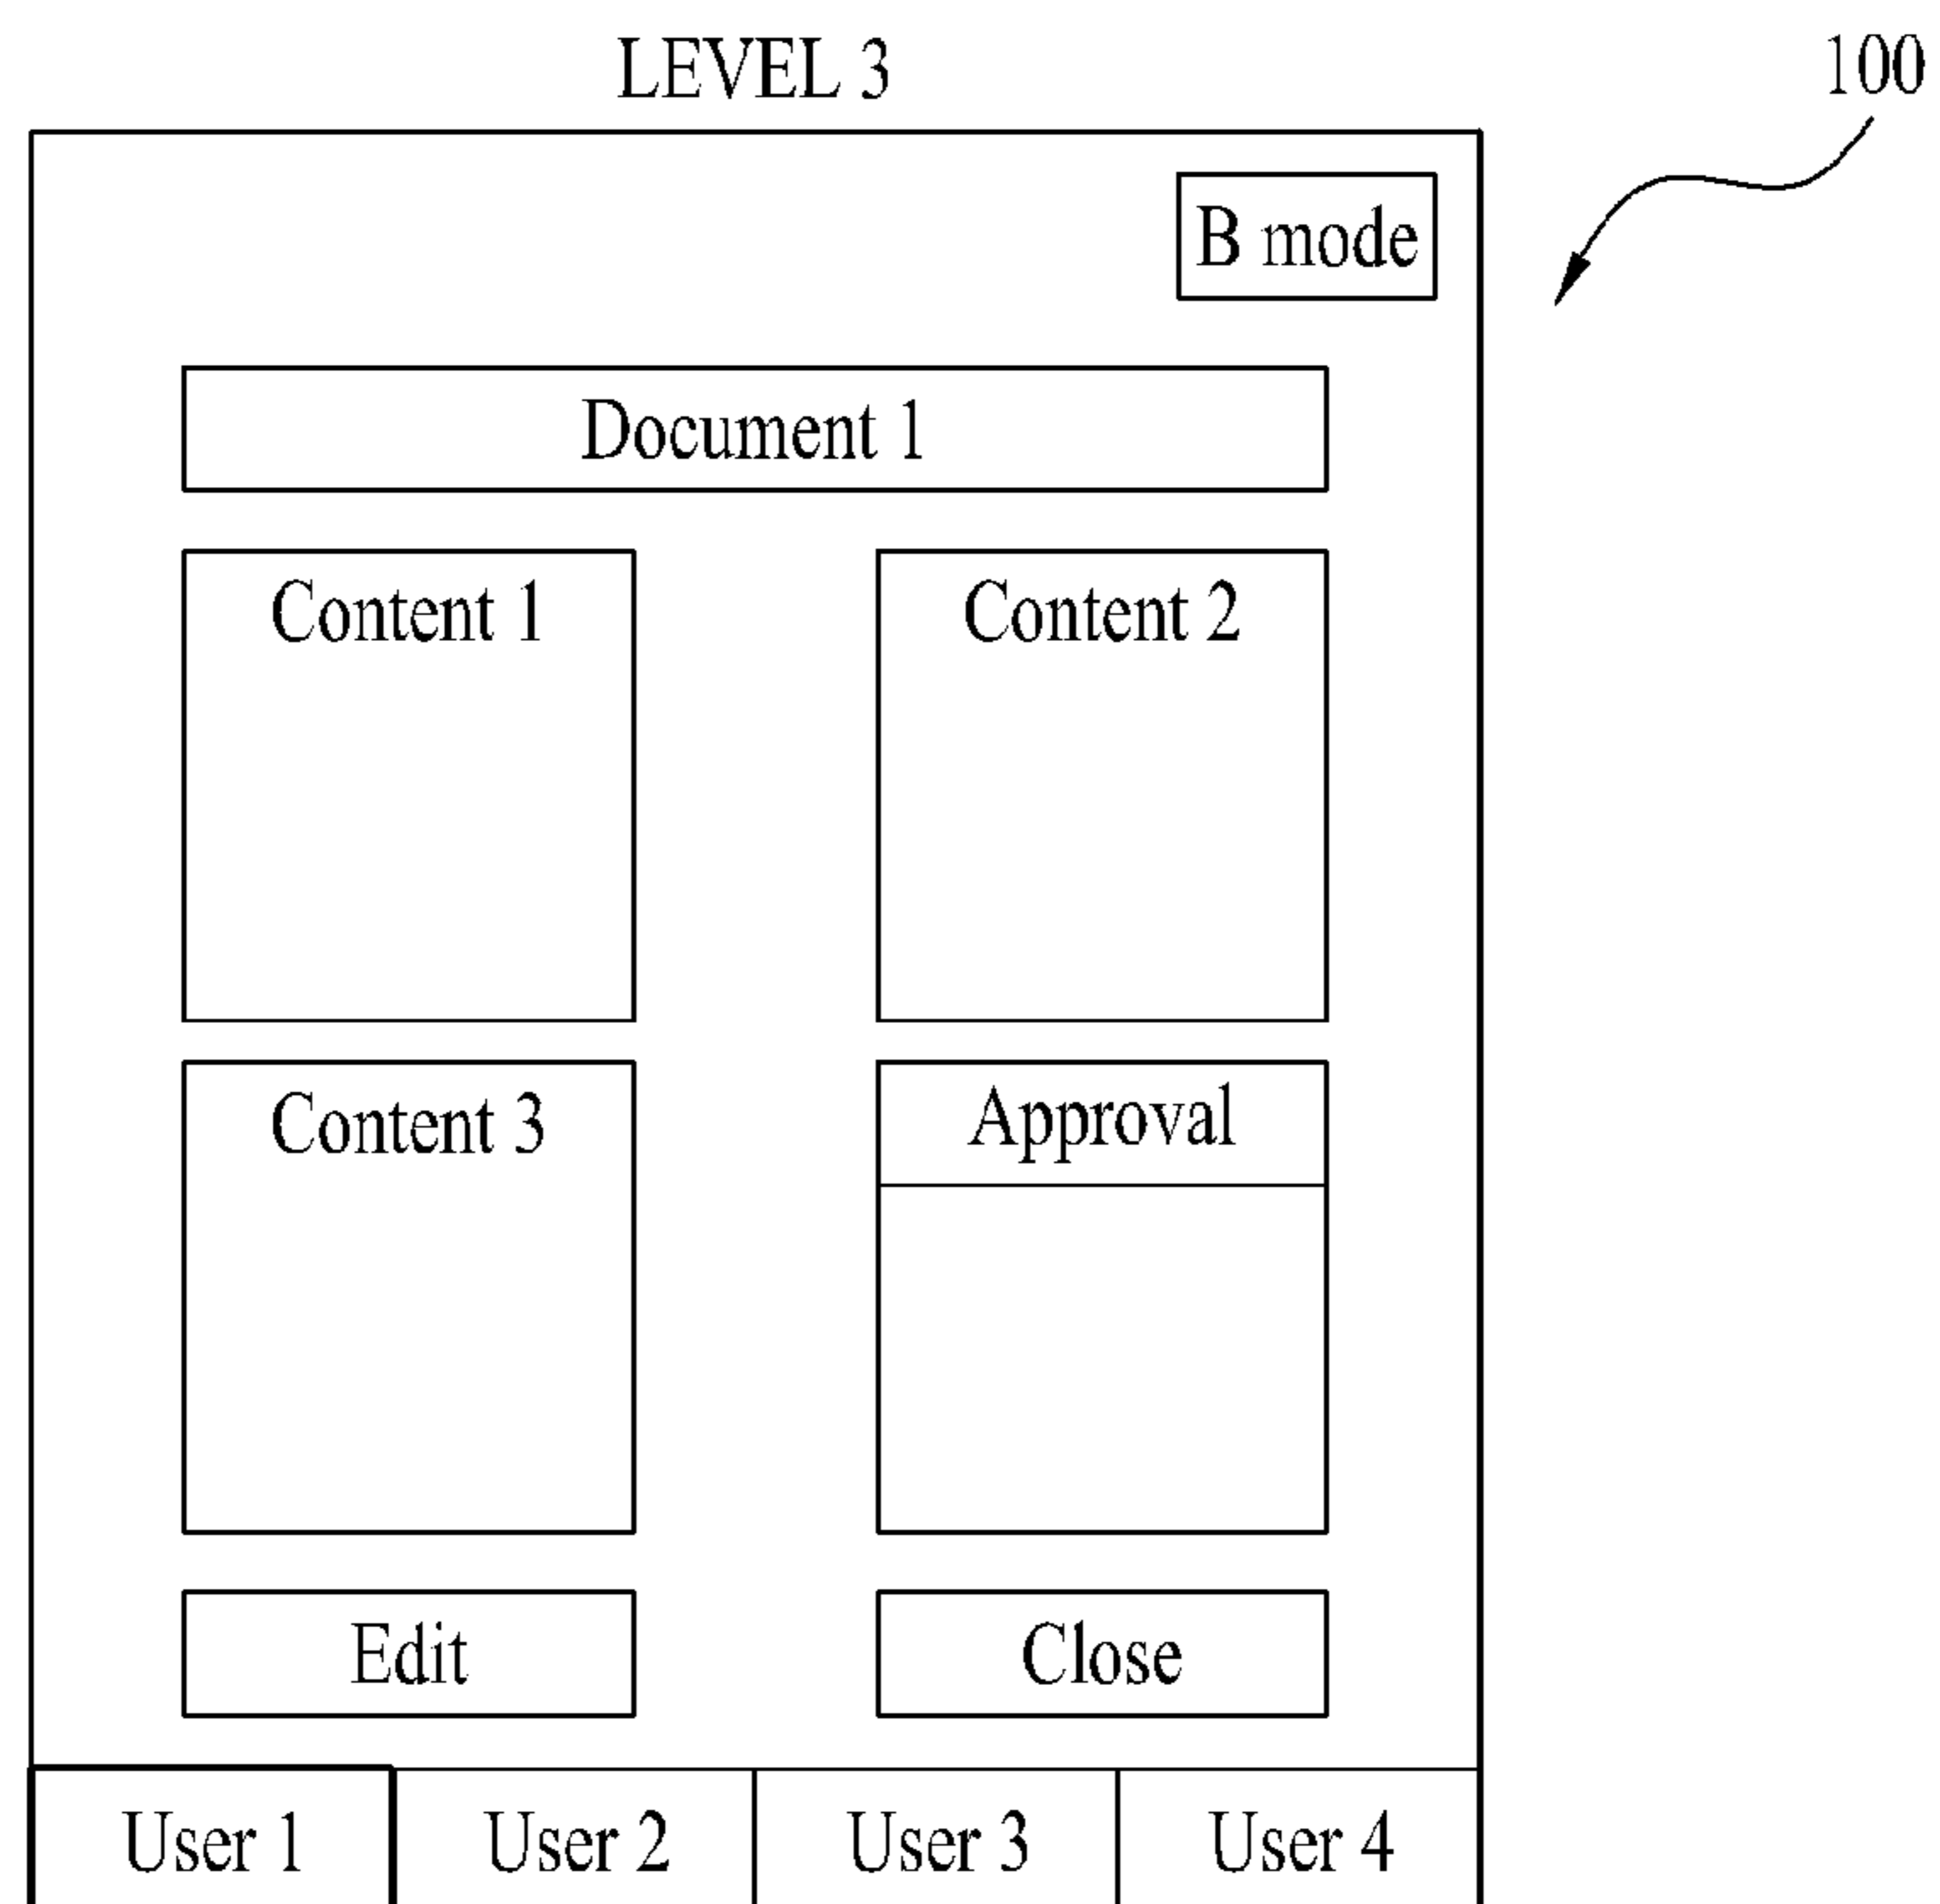 LEVEL 3
100
B mode
Document 1
Content 1
Content 2
Content 3
Approval
Edit
Close
User 1
User 2
User 3
User 4